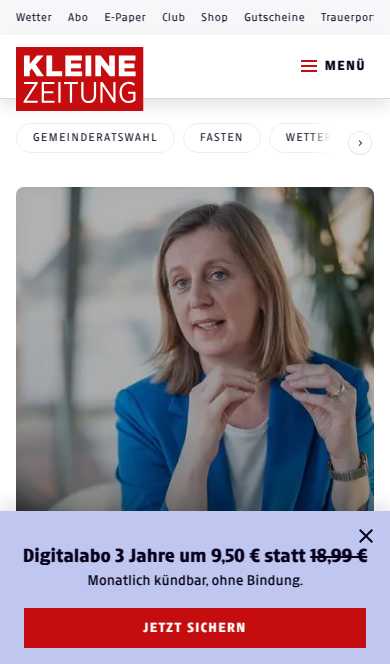 Wetter Abo E-Paper Club Shop Gutscheine Trauerpor
KLEINE
ZEITUNG
MENÜ
GEMEINDERATSWAHL FASTEN WETTER
Digitalabo 3 Jahre um 9,50 € statt 18,99 €
Monatlich kündbar, ohne Bindung.
JETZT SICHERN